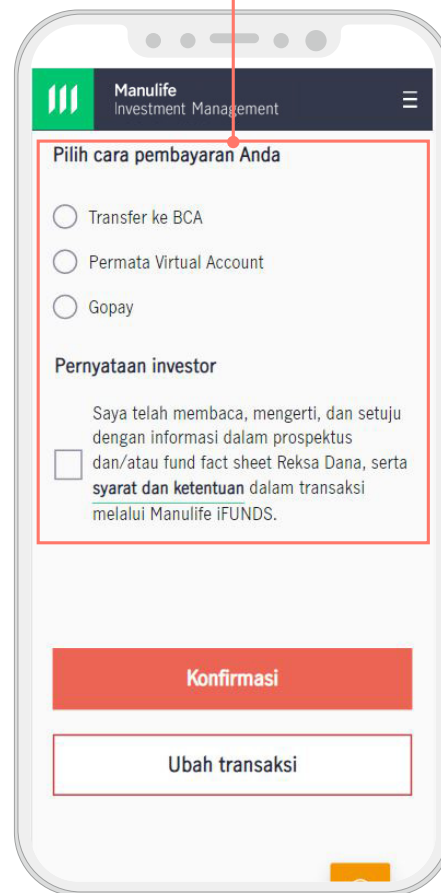 Manulife
Investment Management
Pilih cara pembayaran Anda
Transfer ke BCA
Permata Virtual Account
Gopay
Pernyataan investor
Saya telah membaca, mengerti, dan setuju
dengan informasi dalam prospektus
dan/atau fund fact sheet Reksa Dana, serta
syarat dan ketentuan dalam transaksi
melalui Manulife iFUNDS.
Konfirmasi
Ubah transaksi